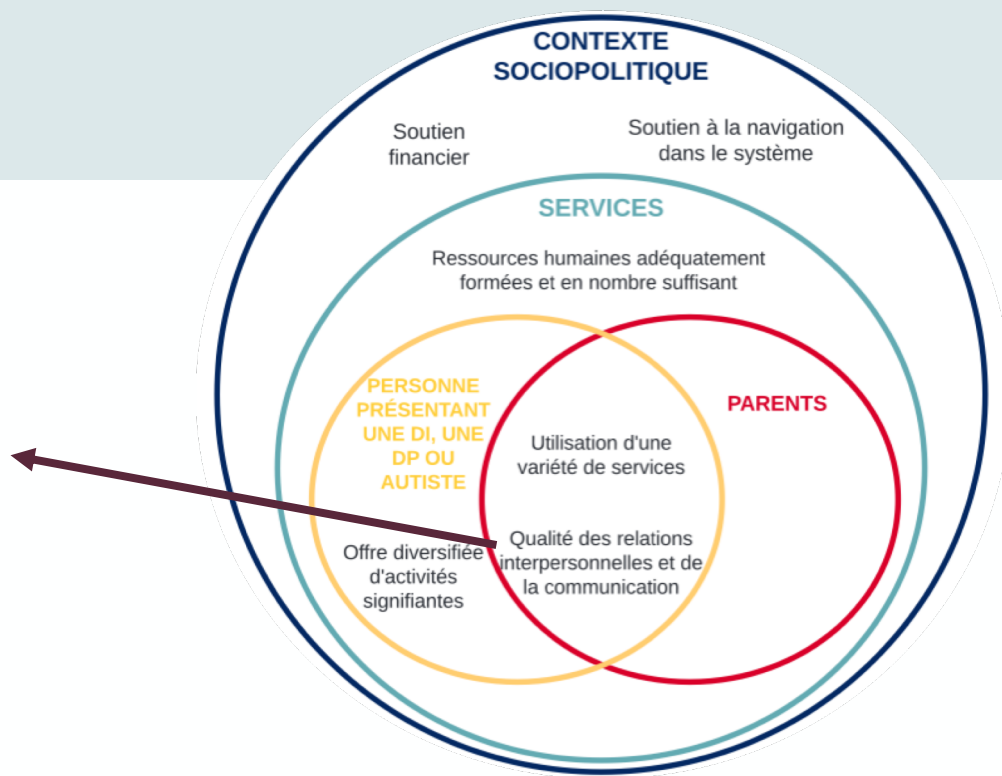 CONTEXTE
SOCIOPOLITIQUE
Soutien
financier
Soutien à la navigation
dans le système
SERVICES
Ressources humaines adéquatement
formées et en nombre suffisant
PERSONNE
PRÉSENTANT
UNE DI, UNE
DP OU
AUTISTE
PARENTS
Utilisation d'une
variété de services
Offre diversifiée
d'activités
signifiantes
Qualité des relations
interpersonnelles et de
la communication